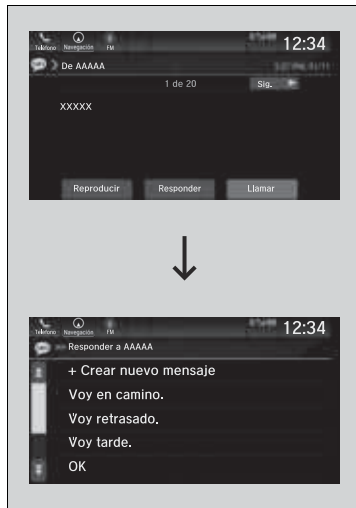 Teléfono Navegación FM 12:34
De AAAAA
1 de 20 Sig.
XXXXX
Reproducir Responder Llamar
Teléfono Navegación FM 12:34
Responder a AAAAA
+ Crear nuevo mensaje
Voy en camino.
Voy retrasado.
Voy tarde.
OK